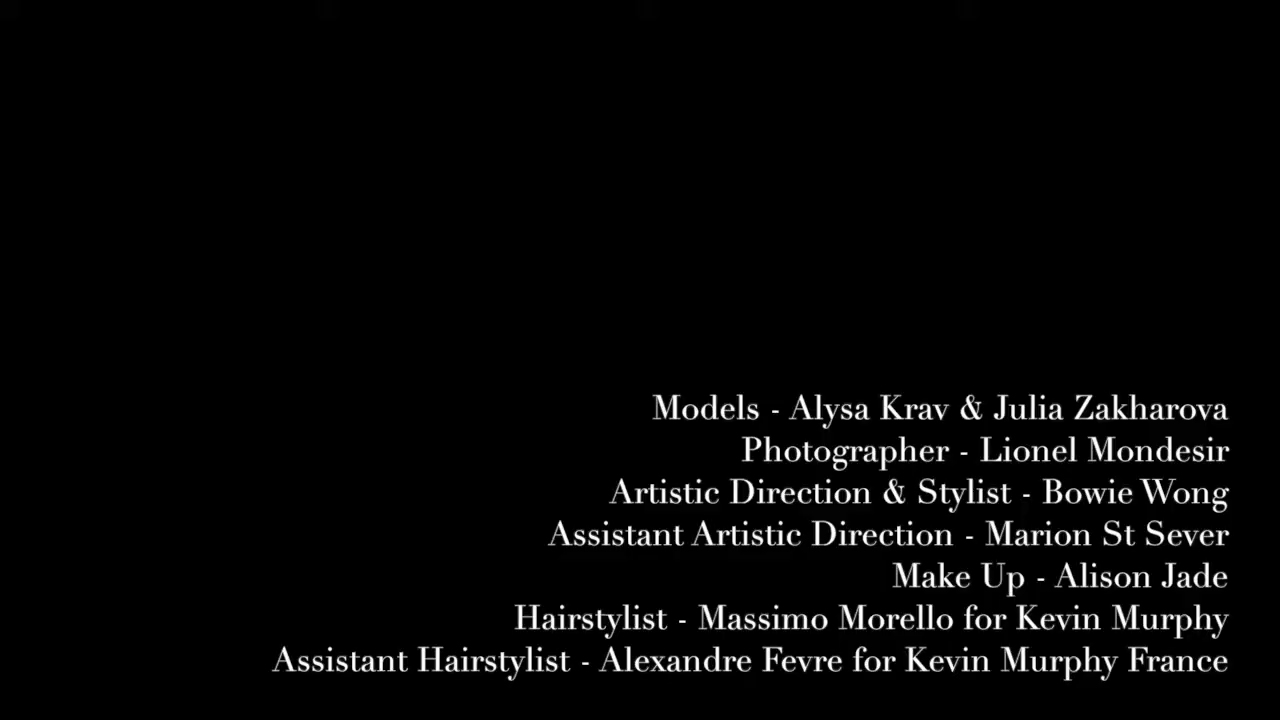 Models - Alysa Krav & Julia Zakharova
Photographer - Lionel Mondesir
Artistic Direction & Stylist - Bowie Wong
Assistant Artistic Direction - Marion St Sever
Make Up - Alison Jade
Hairstylist - Massimo Morello for Kevin Murphy
Assistant Hairstylist - Alexandre Fevre for Kevin Murphy France